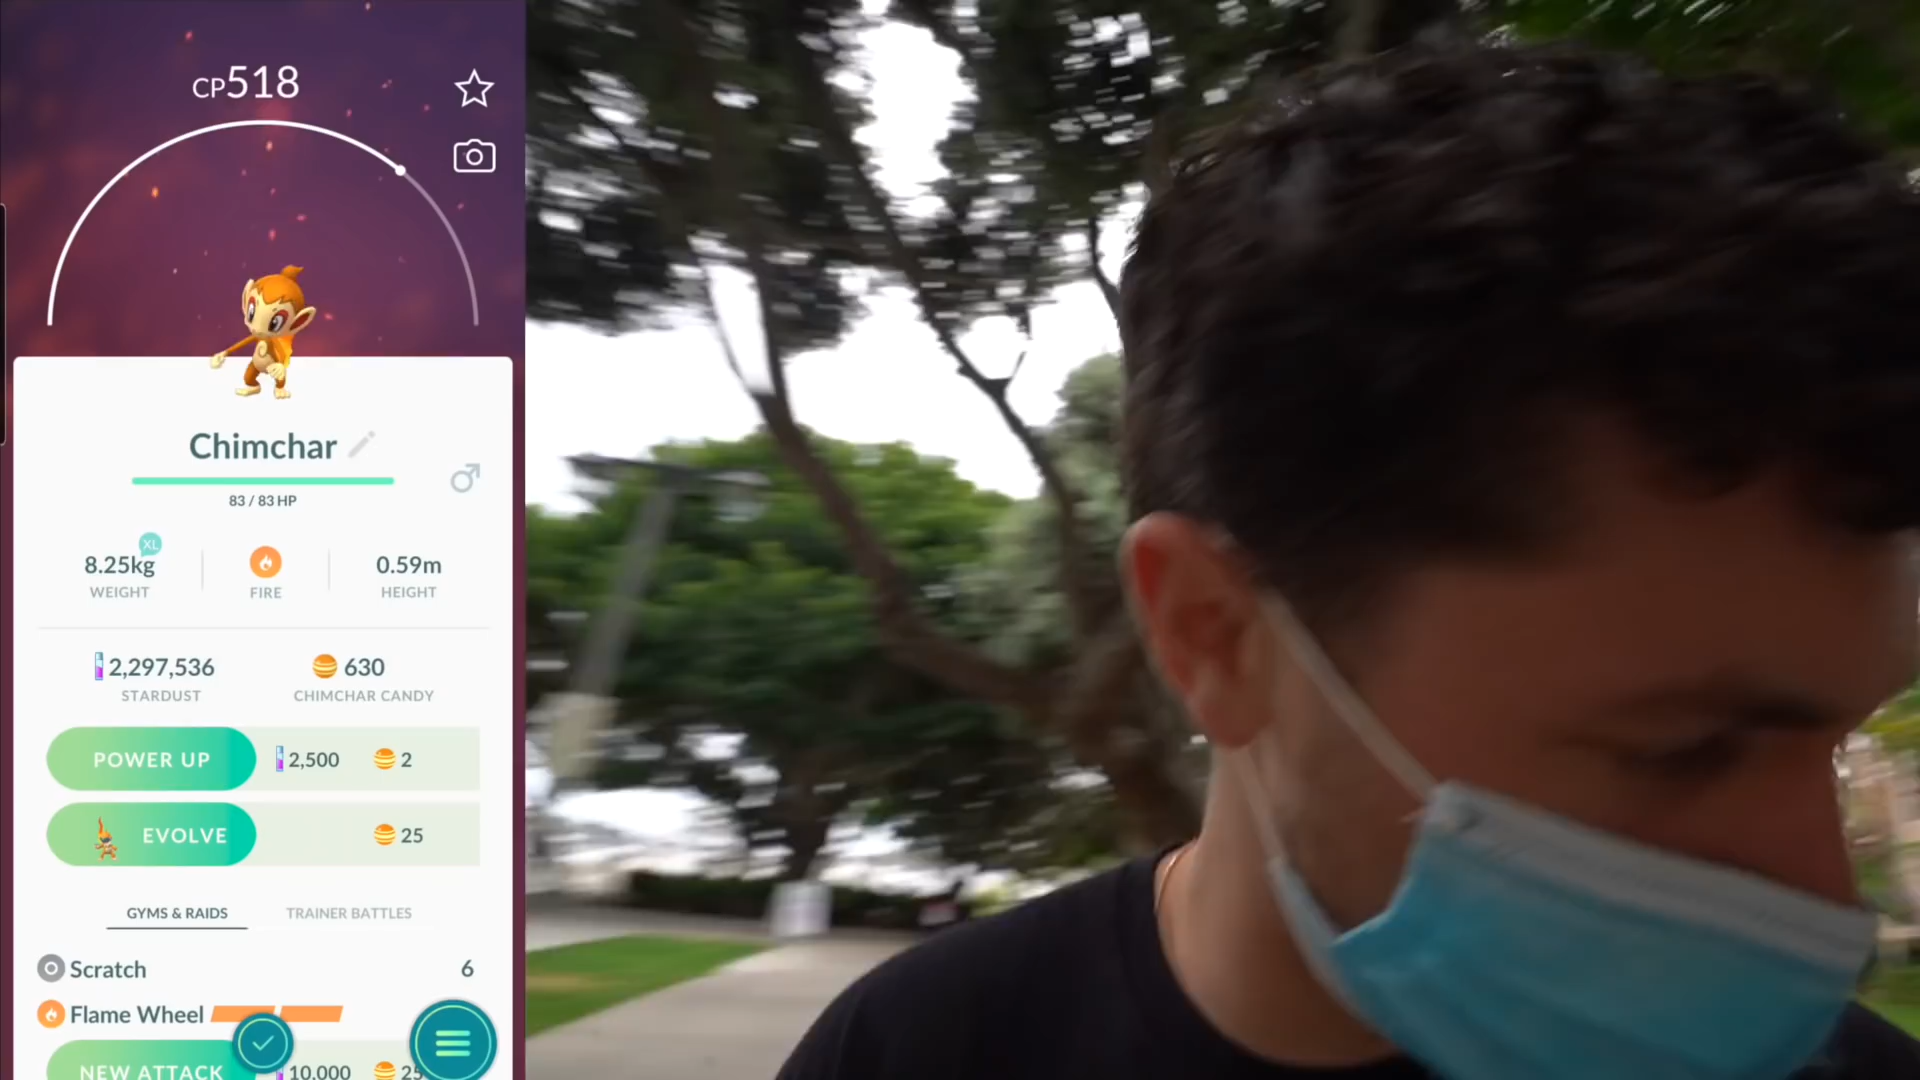 CP518
Chimchar
83 / 83 HP
XL
8.25kg
WEIGHT
FIRE
0.59m
HEIGHT
2,297,536
STARDUST
630
CHIMCHAR CANDY
POWER UP 2,500 2
EVOLVE 25
GYMS & RAIDS TRAINER BATTLES
Scratch 6
Flame Wheel
NEW ATTACK 10,000 25